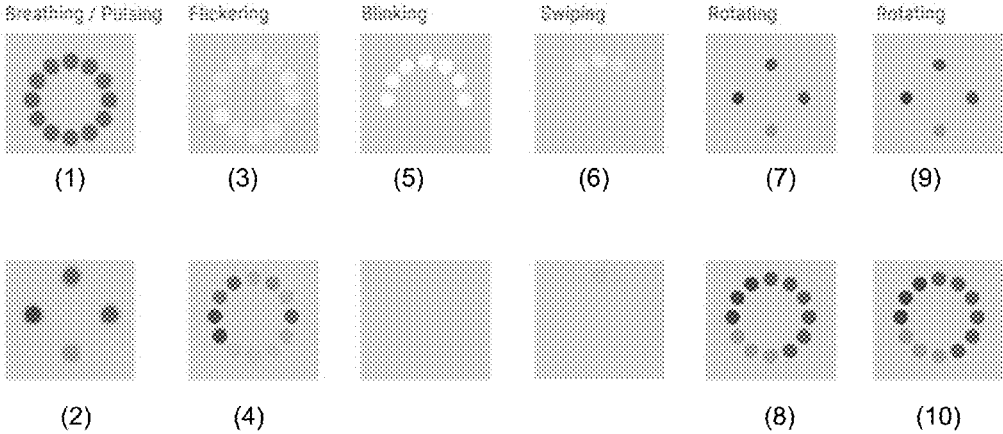 Breathing / Pulsing Flickering Blinking Swiping Rotating Rotating
(1) (3) (5) (6) (7) (9)
(2) (4) (8) (10)